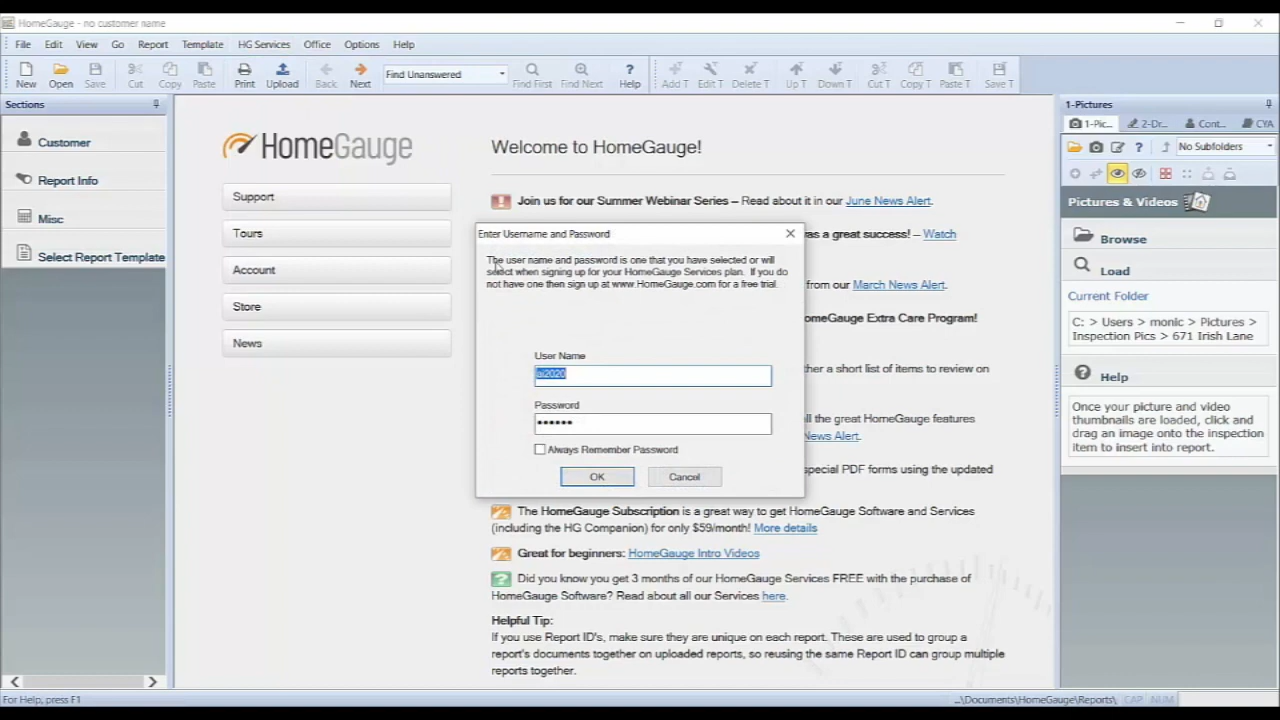 HomeGauge - no customer name
File Edit View Go Report Template HG Services Office Options Help
New Open Save Cut Copy Paste Print Upload Back Next Find Unanswered Find First Find Next Help Add T Edit T Delete T Up T Down T Cut T Copy T Paste T Save T
Sections
Customer
Report Info
Misc
Select Report Template
HomeGauge
Support
Tours
Account
Store
News
Welcome to HomeGauge!
Join us for our Summer Webinar Series – Read about it in our June News Alert.
was a great success! – Watch
from our March News Alert.
HomeGauge Extra Care Program!
her a short list of items to review on
ll the great HomeGauge features
News Alert.
special PDF forms using the updated
The HomeGauge Subscription is a great way to get HomeGauge Software and Services
(including the HG Companion) for only $59/month! More details
Great for beginners: HomeGauge Intro Videos
Did you know you get 3 months of our HomeGauge Services FREE with the purchase of
HomeGauge Software? Read about all our Services here.
Helpful Tip:
If you use Report ID's, make sure they are unique on each report. These are used to group a
report's documents together on uploaded reports, so reusing the same Report ID can group multiple
reports together.
Enter Username and Password
The user name and password is one that you have selected or will
select when signing up for your HomeGauge Services plan. If you do
not have one then sign up at www.HomeGauge.com for a free trial.
User Name
Password
••••••
Always Remember Password
OK Cancel
1-Pictures
1-Pic... 2-Dr... Cont... CYA
No Subfolders
Pictures & Videos
Browse
Load
Current Folder
C: > Users > monic > Pictures >
Inspection Pics > 671 Irish Lane
Help
Once your picture and video
thumbnails are loaded, click and
drag an image onto the inspection
item to insert into report.
For Help, press F1
...\Documents\HomeGauge\Reports\ CAP NUM